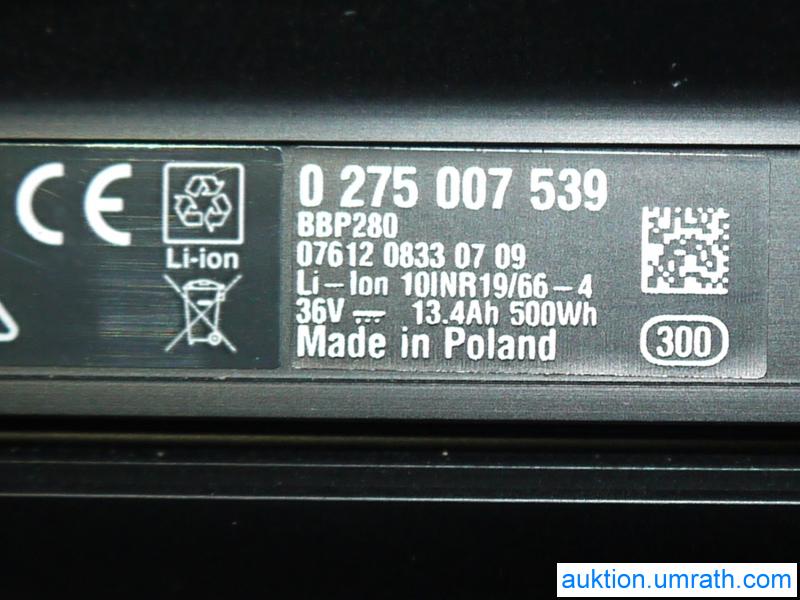 CE
Li-ion
0 275 007 539
BBP280
07612 0833 07 09
Li-Ion 10INR19/66-4
36V ⎓ 13.4Ah 500Wh
Made in Poland
300
auktion.umrath.com